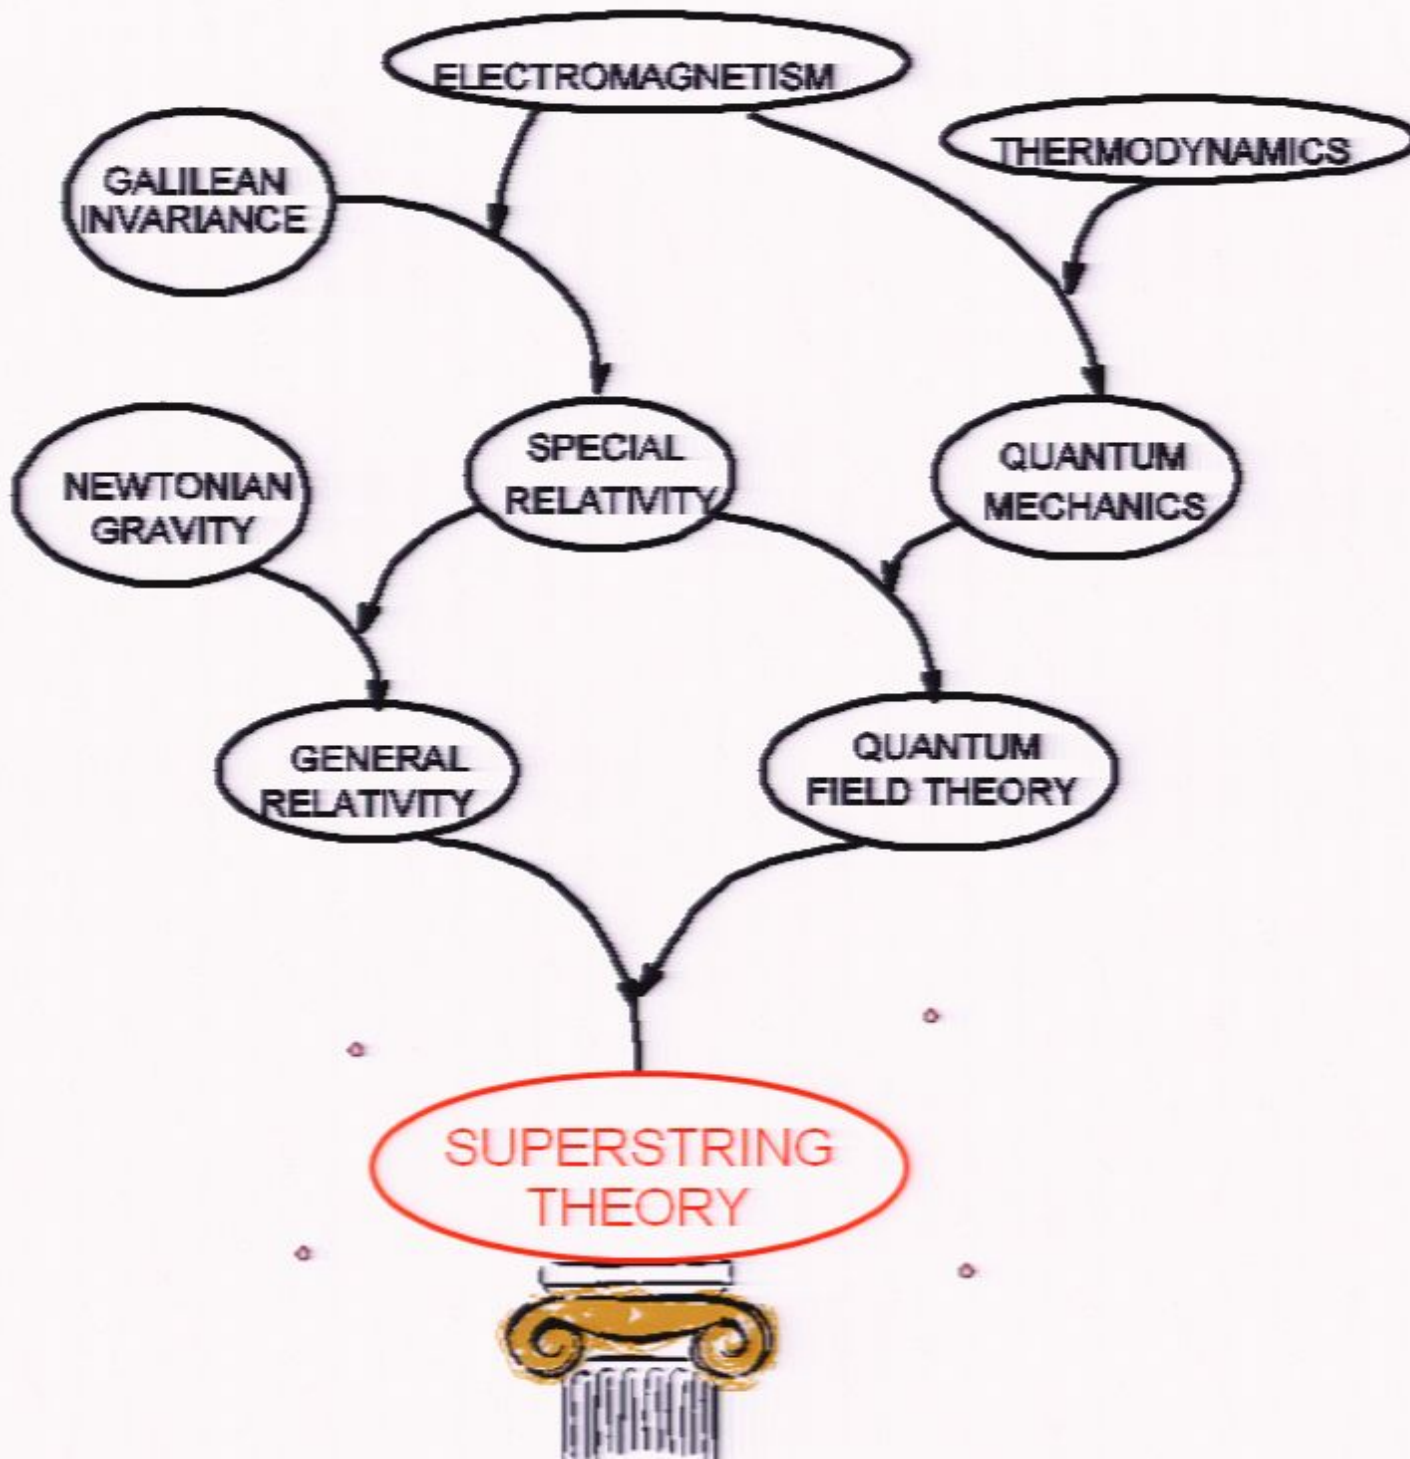 ELECTROMAGNETISM
THERMODYNAMICS
GALILEAN
INVARIANCE
NEWTONIAN
GRAVITY
SPECIAL
RELATIVITY
QUANTUM
MECHANICS
GENERAL
RELATIVITY
QUANTUM
FIELD THEORY
SUPERSTRING
THEORY